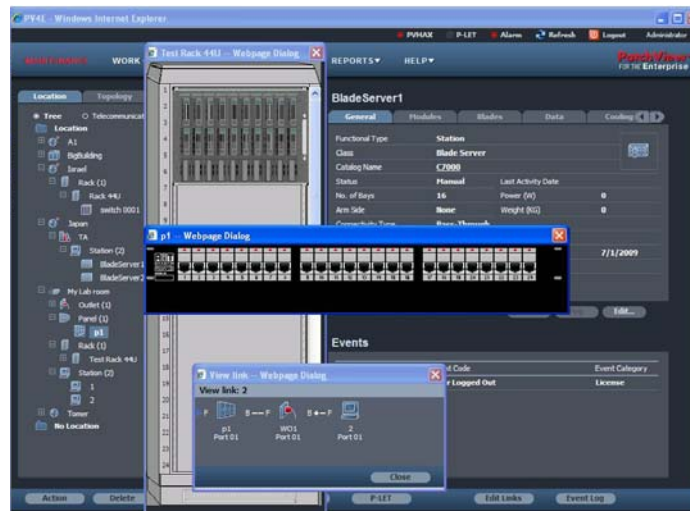 PV4E - Windows Internet Explorer
PVMAX P-LET Alarm Refresh Logout Administrator
MAINTENANCE WORK REPORTS HELP
PatchView
FOR THE Enterprise
Test Rack 44U -- Webpage Dialog
Location Topology
Tree Telecommunicat
Location
A1
BigBuilding
Israel
Rack (1)
Rack 44U
switch 0001
Japan
TA
Station (2)
BladeServer1
BladeServer2
My Lab room
Outlet (1)
Panel (1)
p1
Rack (1)
Test Rack 44U
Station (2)
1
2
Tomer
No Location
BladeServer1
General Modules Blades Data Cooling
Functional Type Station
Class Blade Server
Catalog Name C7000
Status Manual Last Activity Date
No. of Bays 16 Power (W) 0
Arm Side None Weight (KG) 0
Connectivity Type Pass-Through
7/1/2009
Edit...
p1 -- Webpage Dialog
Events
Code Event Category
r Logged Out License
View link -- Webpage Dialog
View link: 2
F B F B F
p1 WO1 2
Port 01 Port 01 Port 01
Close
Action Delete P-LET Edit Links Event Log